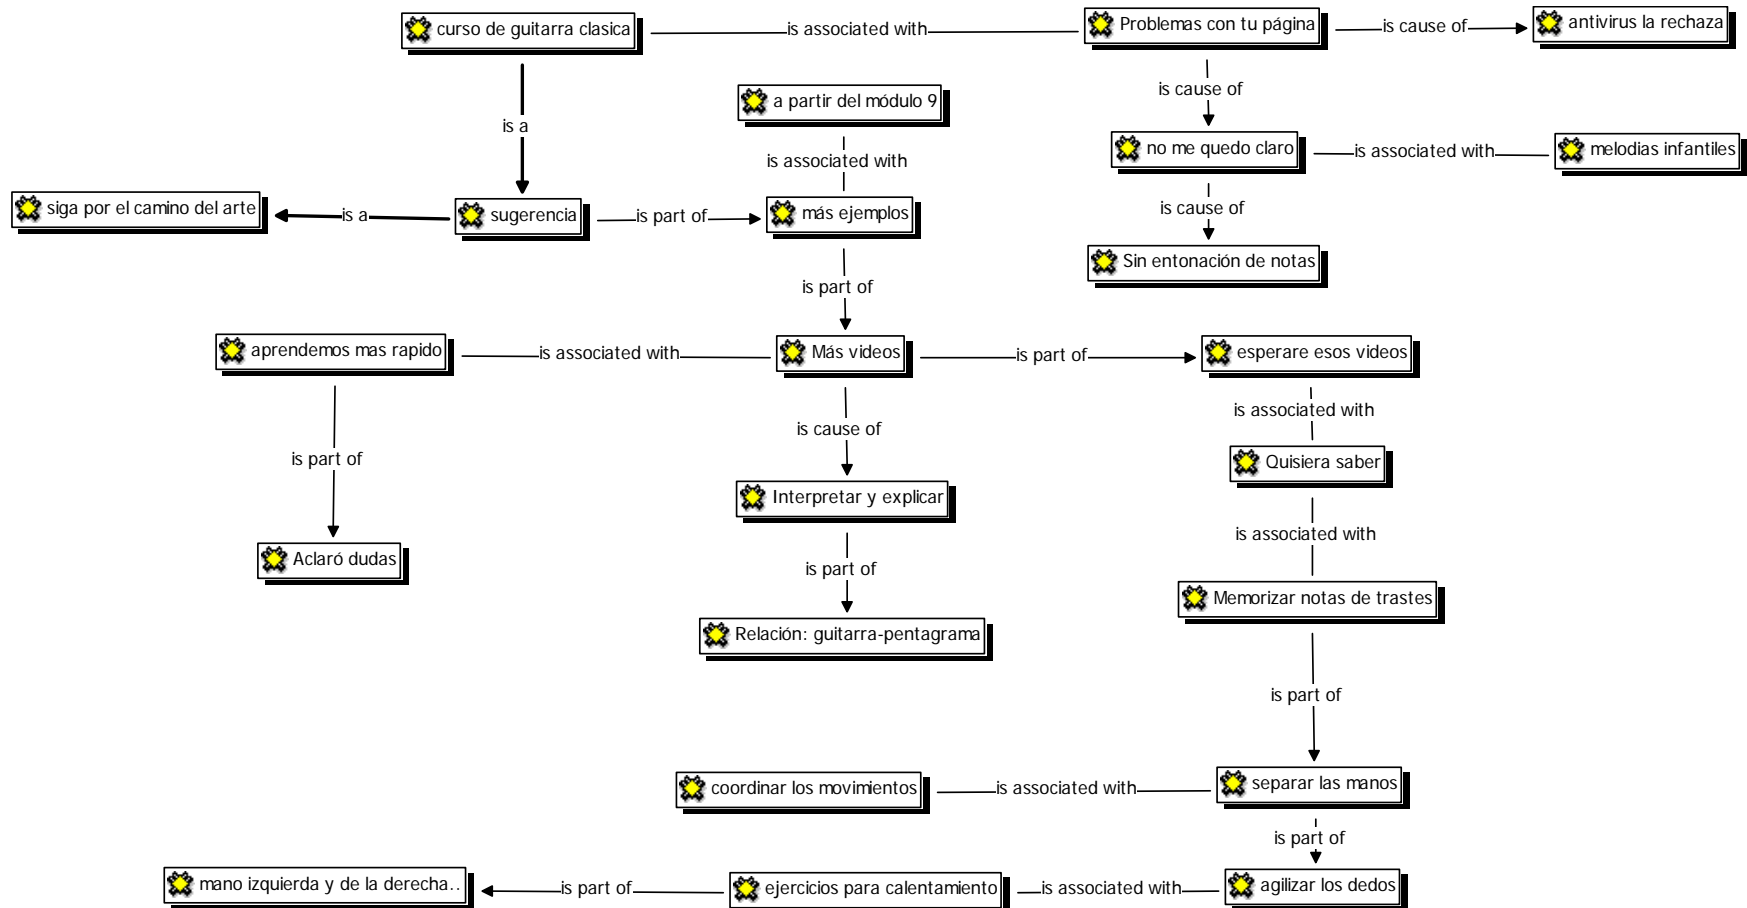 curso de guitarra clasica
is associated with
Problemas con tu página
is cause of
antivirus la rechaza
is cause of
a partir del módulo 9
is a
is associated with
no me quedo claro
is associated with
melodias infantiles
siga por el camino del arte
is a
sugerencia
is part of
más ejemplos
is cause of
Sin entonación de notas
is part of
aprendemos mas rapido
is associated with
Más videos
is part of
esperare esos videos
is associated with
is cause of
is part of
Quisiera saber
Interpretar y explicar
is associated with
Aclaró dudas
is part of
Memorizar notas de trastes
Relación: guitarra-pentagrama
is part of
coordinar los movimientos
is associated with
separar las manos
is part of
mano izquierda y de la derecha..
is part of
ejercicios para calentamiento
is associated with
agilizar los dedos